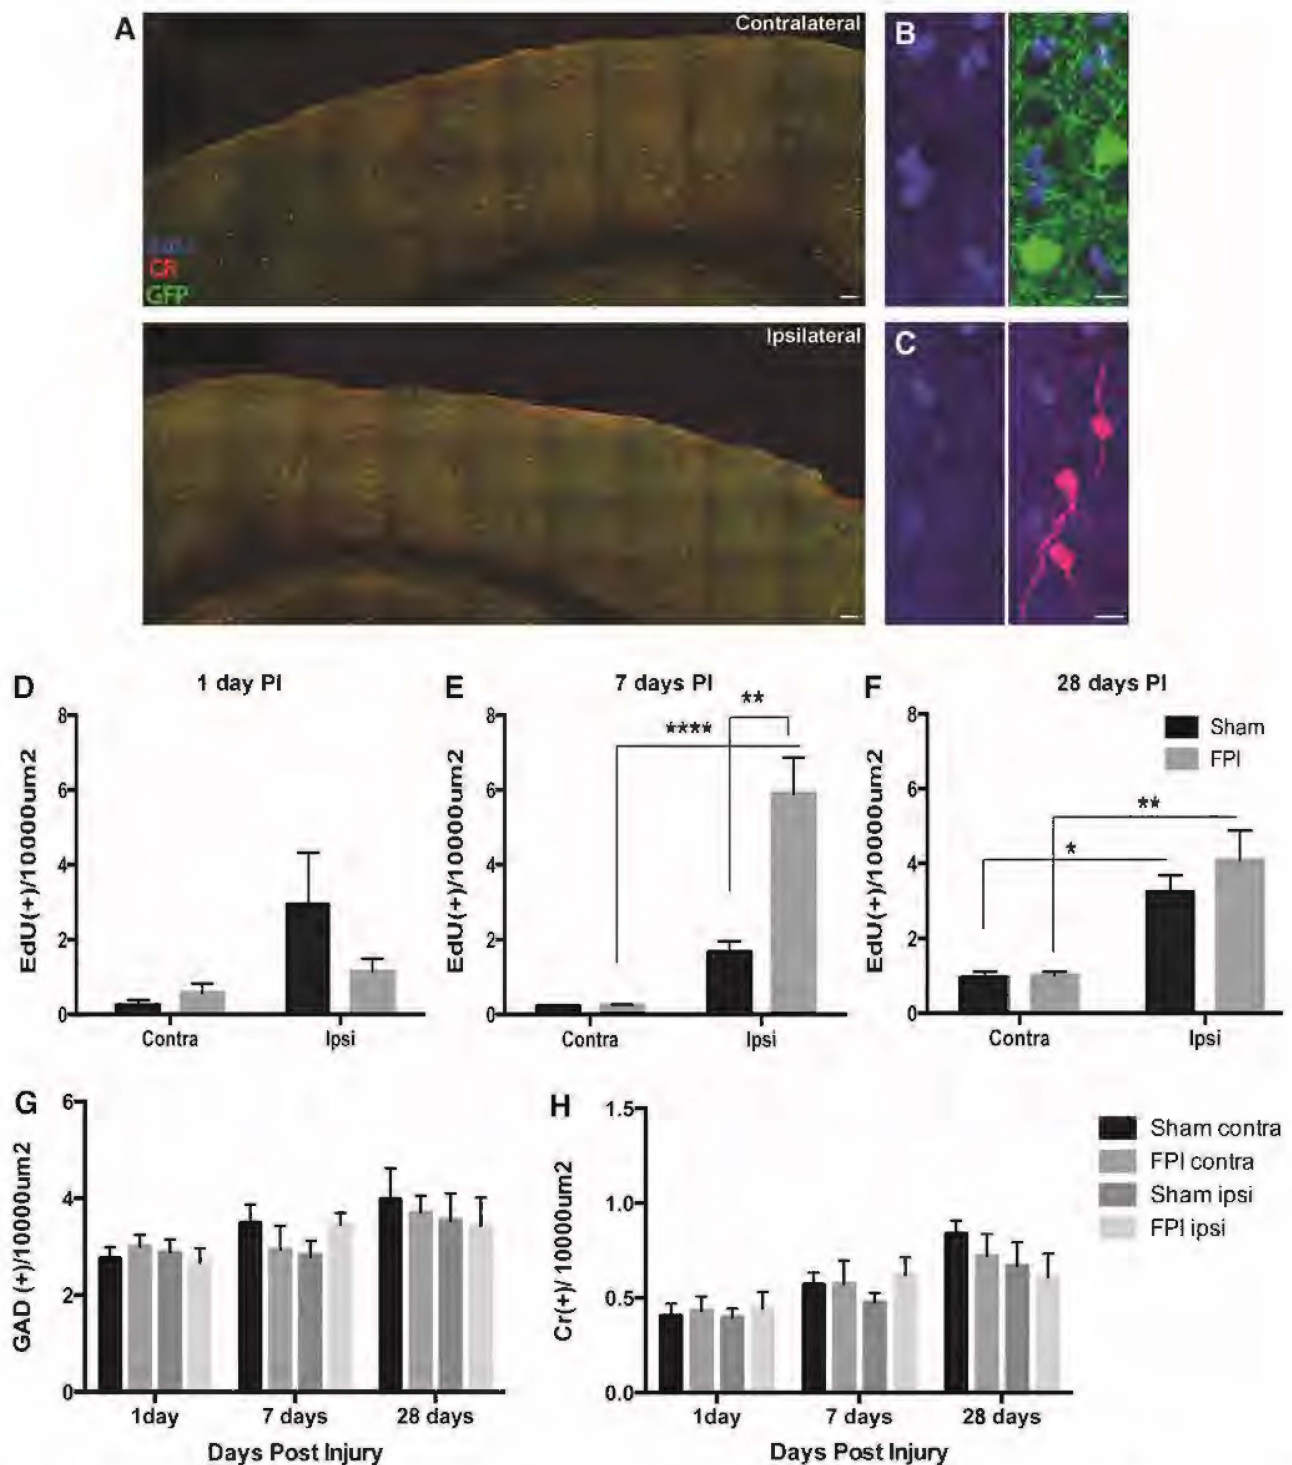 A
Contralateral
CR
GFP
B
Ipsilateral
C
D
1 day PI
EdU(+)/10000um2
8
6
4
2
0
Contra
Ipsi
E
7 days PI
**
****
EdU(+)/10000um2
8
6
4
2
0
Contra
Ipsi
F
28 days PI
Sham
FPI
**
*
EdU(+)/10000um2
8
6
4
2
0
Contra
Ipsi
G
GAD (+)/10000um2
6
4
2
0
1day
7 days
28 days
Days Post Injury
H
Cr(+)/10000um2
1.5
1.0
0.5
0.0
1day
7 days
28 days
Days Post Injury
Sham contra
FPI contra
Sham ipsi
FPI ipsi